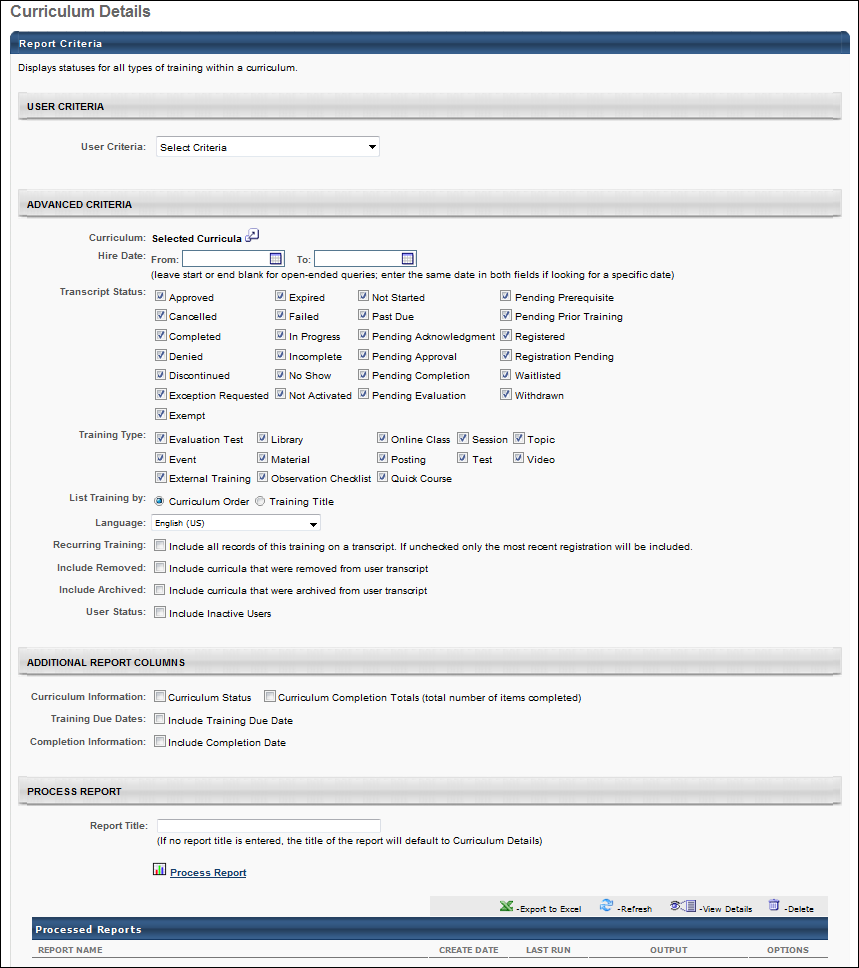 Curriculum Details
Report Criteria
Displays statuses for all types of training within a curriculum.
USER CRITERIA
User Criteria: Select Criteria
ADVANCED CRITERIA
Curriculum: Selected Curricula
Hire Date: From: To:
(leave start or end blank for open-ended queries; enter the same date in both fields if looking for a specific date)
Transcript Status: Approved Expired Not Started Pending Prerequisite
Cancelled Failed Past Due Pending Prior Training
Completed In Progress Pending Acknowledgment Registered
Denied Incomplete Pending Approval Registration Pending
Discontinued No Show Pending Completion Waitlisted
Exception Requested Not Activated Pending Evaluation Withdrawn
Exempt
Training Type: Evaluation Test Library Online Class Session Topic
Event Material Posting Test Video
External Training Observation Checklist Quick Course
List Training by: Curriculum Order Training Title
Language: English (US)
Recurring Training: Include all records of this training on a transcript. If unchecked only the most recent registration will be included.
Include Removed: Include curricula that were removed from user transcript
Include Archived: Include curricula that were archived from user transcript
User Status: Include Inactive Users
ADDITIONAL REPORT COLUMNS
Curriculum Information: Curriculum Status Curriculum Completion Totals (total number of items completed)
Training Due Dates: Include Training Due Date
Completion Information: Include Completion Date
PROCESS REPORT
Report Title:
(If no report title is entered, the title of the report will default to Curriculum Details)
Process Report
-Export to Excel -Refresh -View Details -Delete
Processed Reports
REPORT NAME CREATE DATE LAST RUN OUTPUT OPTIONS